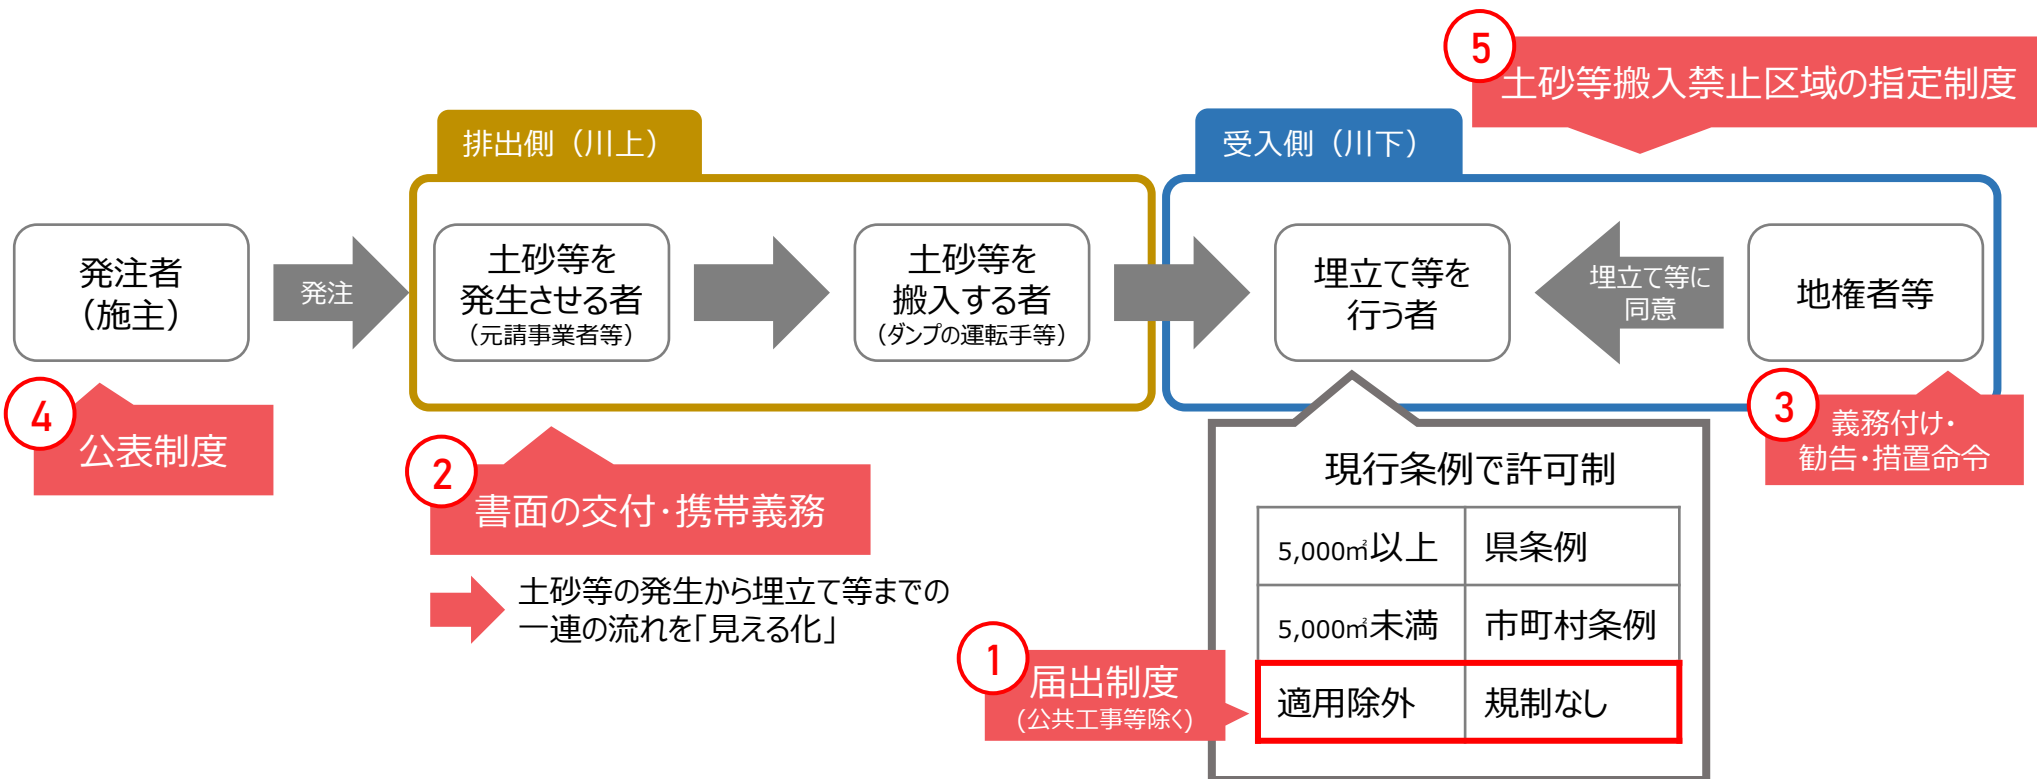 5
土砂等搬入禁止区域の指定制度
排出側（川上）
受入側（川下）
発注者
（施主）
発注
土砂等を
発生させる者
（元請事業者等）
土砂等を
搬入する者
（ダンプの運転手等）
埋立て等を
行う者
埋立て等に
同意
地権者等
4
公表制度
2
書面の交付・携帯義務
土砂等の発生から埋立て等までの
一連の流れを「見える化」
3
義務付け・
勧告・措置命令
現行条例で許可制
5,000㎡以上 県条例
5,000㎡未満 市町村条例
適用除外 規制なし
1
届出制度
(公共工事等除く)